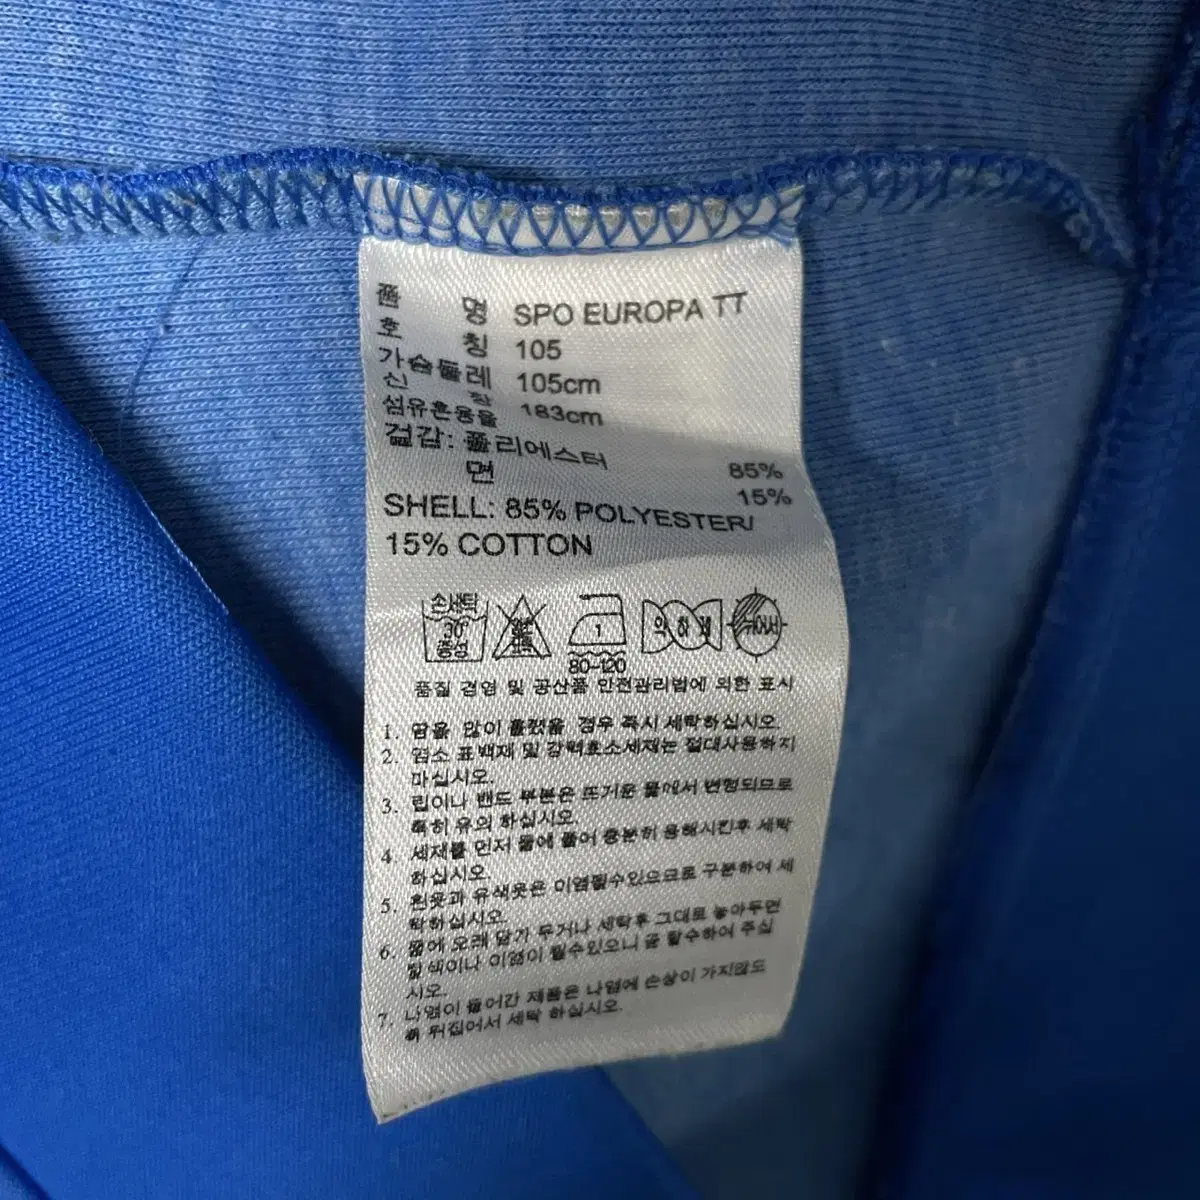 품 명 SPO EUROPA TT
호 칭 105
가슴둘레 105cm
신 장 183cm
섬유혼용율
겉감: 폴리에스터 85%
면 15%
SHELL: 85% POLYESTER/
15% COTTON
손세탁 30° 중성
1
80-120
약하게
품질 경영 및 공산품 안전관리법에 의한 표시
1. 땀을 많이 흘렸을 경우 즉시 세탁하십시오.
2. 염소 표백제 및 강력효소세제는 절대사용하지
마십시오.
3. 립이나 밴드 부분은 뜨거운 물에서 변형되므로
특히 유의 하십시오.
4. 세제를 먼저 물에 풀어 충분히 용해시킨후 세탁
하십시오.
5. 흰옷과 유색옷은 이염될수있으므로 구분하여 세
탁하십시오.
6. 물에 오래 담가 두거나 세탁후 그대로 놓아두면
탈색이나 이염이 될수있으니 곧 탈수하여 주십
시오.
7. 나염이 들어간 제품은 나염에 손상이 가지않도
록 뒤집어서 세탁 하십시오.